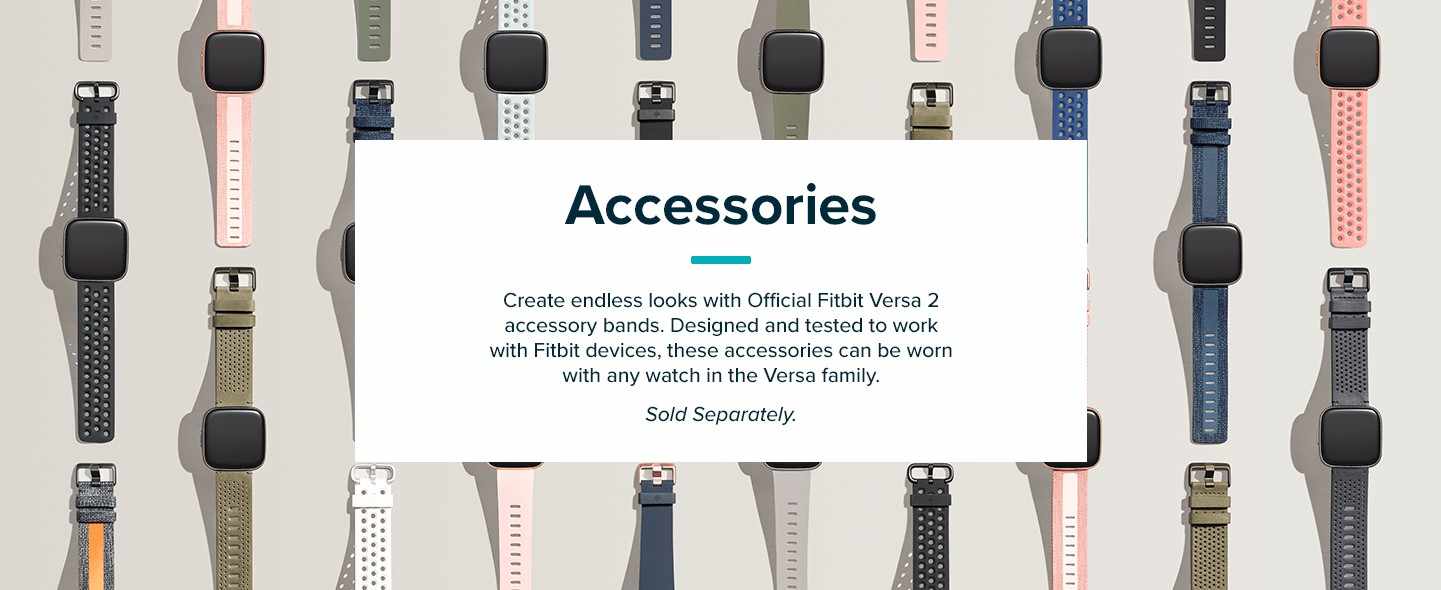 Accessories
Create endless looks with Official Fitbit Versa 2
accessory bands. Designed and tested to work
with Fitbit devices, these accessories can be worn
with any watch in the Versa family.
Sold Separately.